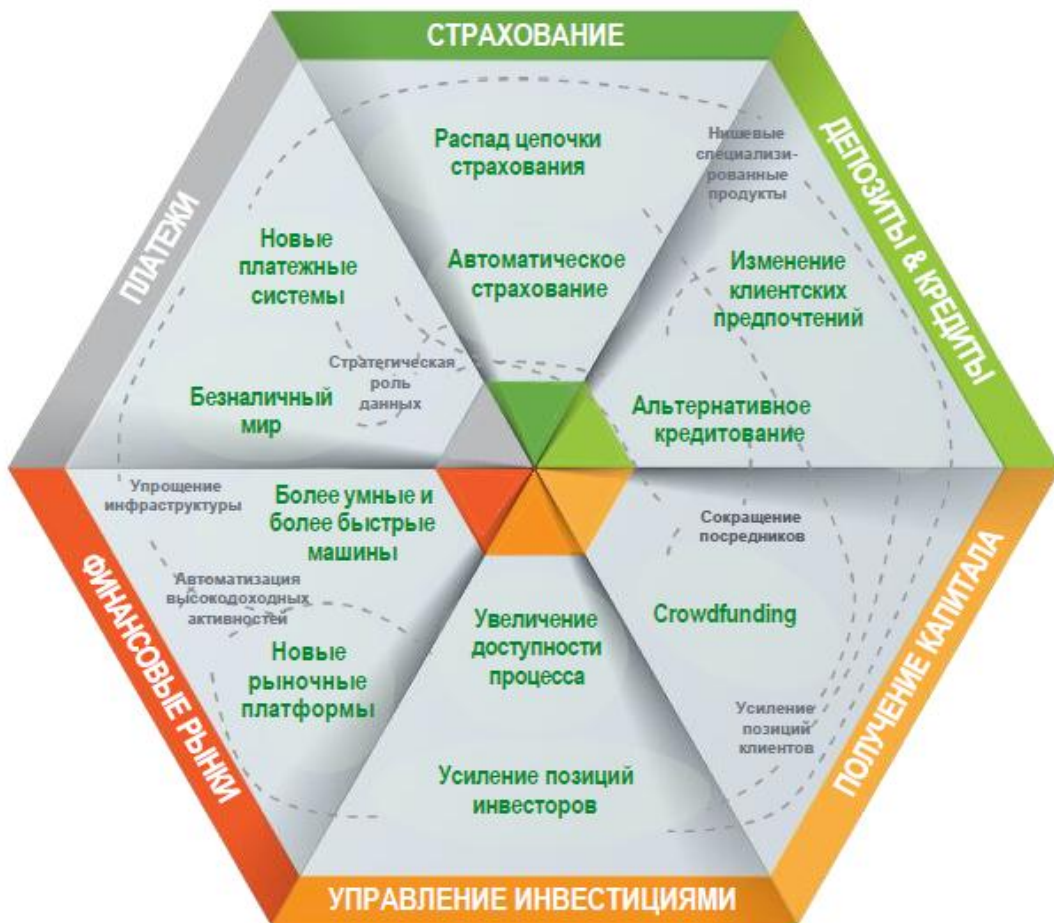 СТРАХОВАНИЕ
Распад цепочки
страхования
Автоматическое
страхование
ДЕПОЗИТЫ & КРЕДИТЫ
Нишевые
специализи-
рованные
продукты
Изменение
клиентских
предпочтений
Альтернативное
кредитование
ПОЛУЧЕНИЕ КАПИТАЛА
Сокращение
посредников
Crowdfunding
Усиление
позиций
клиентов
УПРАВЛЕНИЕ ИНВЕСТИЦИЯМИ
Увеличение
доступности
процесса
Усиление позиций
инвесторов
ФИНАНСОВЫЕ РЫНКИ
Упрощение
инфраструктуры
Более умные и
более быстрые
машины
Автоматизация
высокодоходных
активностей
Новые
рыночные
платформы
ПЛАТЕЖИ
Новые
платежные
системы
Стратегическая
роль
данных
Безналичный
мир